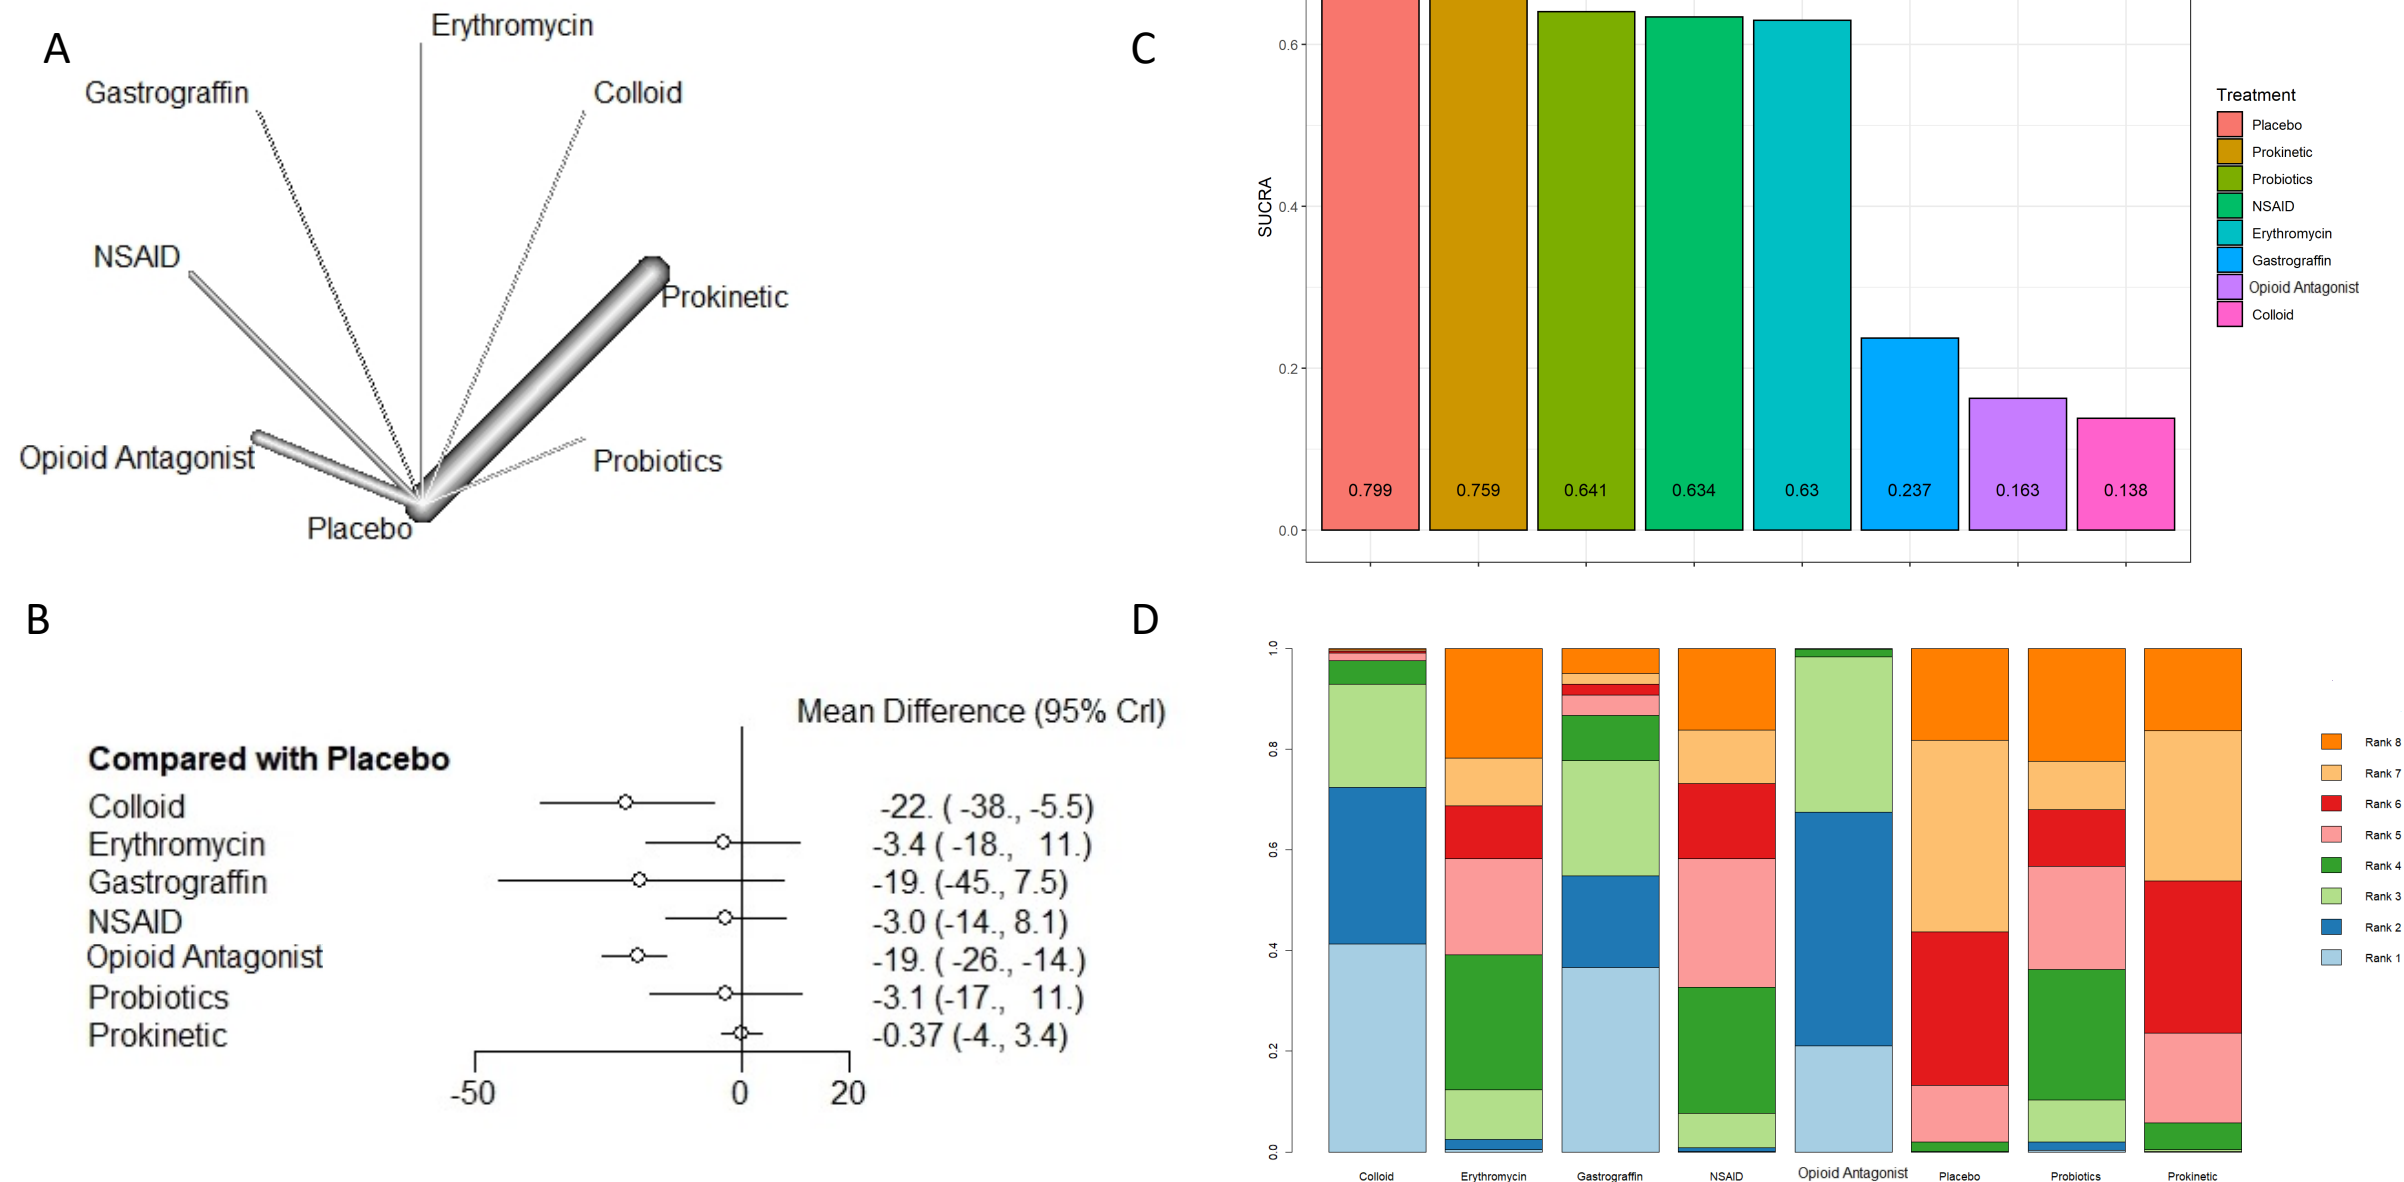 A
Erythromycin
Gastrograffin
Colloid
NSAID
Prokinetic
Opioid Antagonist
Probiotics
Placebo
B
Mean Difference (95% CrI)
Compared with Placebo
Colloid -22. ( -38., -5.5)
Erythromycin -3.4 ( -18., 11.)
Gastrograffin -19. (-45., 7.5)
NSAID -3.0 (-14., 8.1)
Opioid Antagonist -19. ( -26., -14.)
Probiotics -3.1 (-17., 11.)
Prokinetic -0.37 (-4., 3.4)
-50 0 20
C
0.6
0.4
0.2
0.0
SUCRA
0.799 0.759 0.641 0.634 0.63 0.237 0.163 0.138
Treatment
Placebo
Prokinetic
Probiotics
NSAID
Erythromycin
Gastrograffin
Opioid Antagonist
Colloid
D
1.0
0.8
0.6
0.4
0.2
0.0
Colloid Erythromycin Gastrograffin NSAID Opioid Antagonist Placebo Probiotics Prokinetic
Rank 8
Rank 7
Rank 6
Rank 5
Rank 4
Rank 3
Rank 2
Rank 1